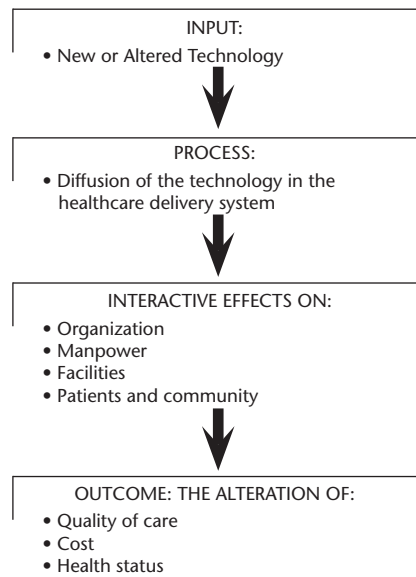 INPUT:
• New or Altered Technology
PROCESS:
• Diffusion of the technology in the
healthcare delivery system
INTERACTIVE EFFECTS ON:
• Organization
• Manpower
• Facilities
• Patients and community
OUTCOME: THE ALTERATION OF:
• Quality of care
• Cost
• Health status